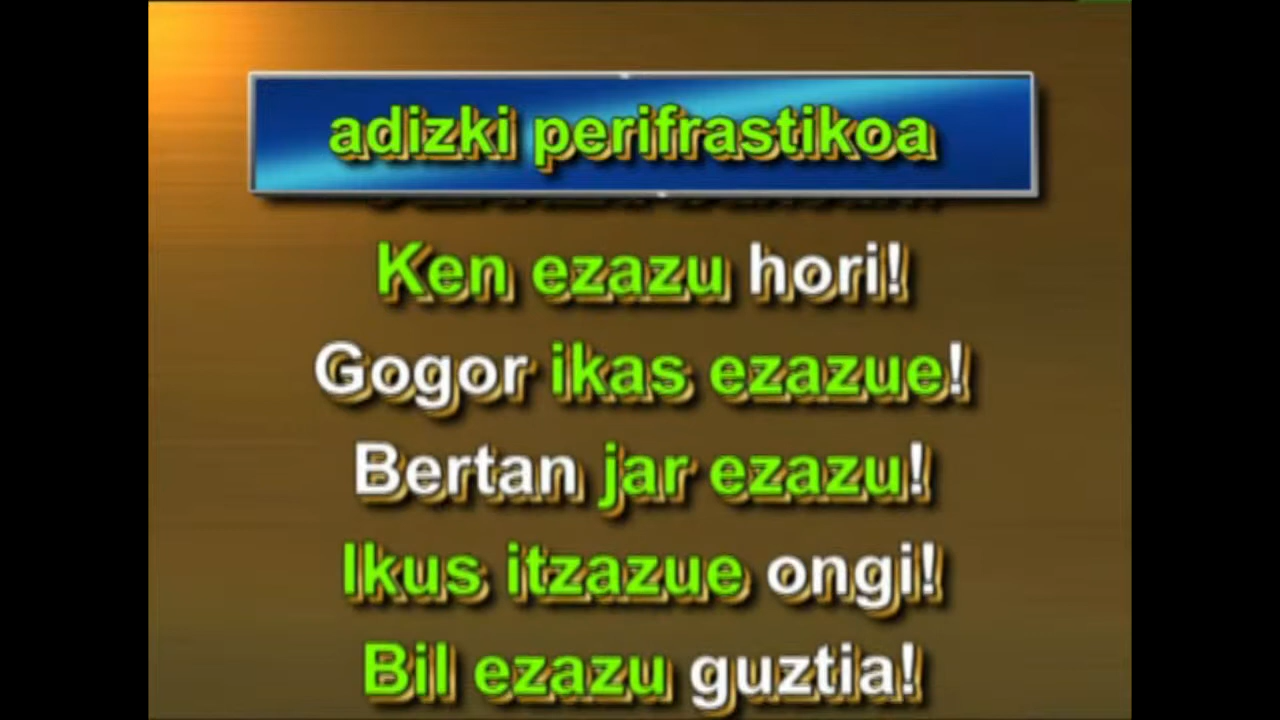 adizki perifrastikoa
Ken ezazu hori!
Gogor ikas ezazue!
Bertan jar ezazu!
Ikus itzazue ongi!
Bil ezazu guztia!